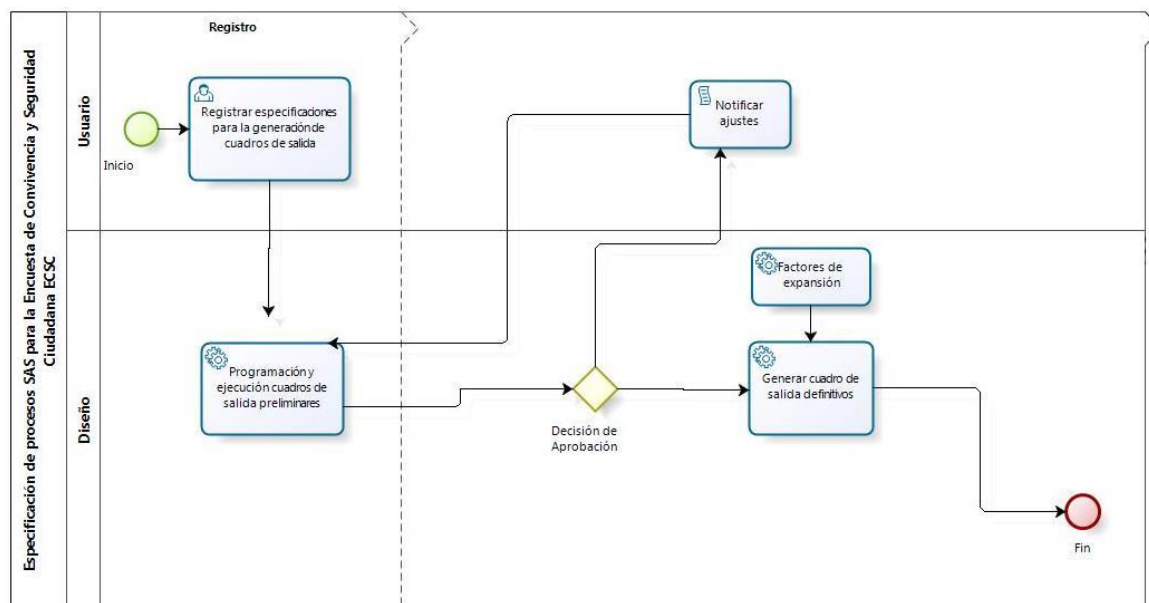 Especificación de procesos SAS para la Encuesta de Convivencia y Seguridad
Ciudadana ECSC
Registro
Usuario
Inicio
Registrar especificaciones
para la generación de
cuadros de salida
Notificar
ajustes
Diseño
Factores de
expansión
Programación y
ejecución cuadros de
salida preliminares
Decisión de
Aprobación
Generar cuadro de
salida definitivos
Fin